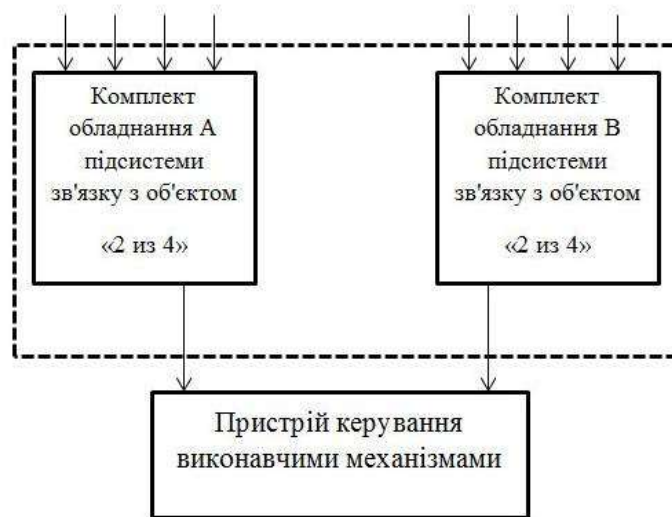 Комплект
обладнання А
підсистеми
зв'язку з об'єктом
«2 из 4»
Комплект
обладнання В
підсистеми
зв'язку з об'єктом
«2 из 4»
Пристрій керування
виконавчими механізмами